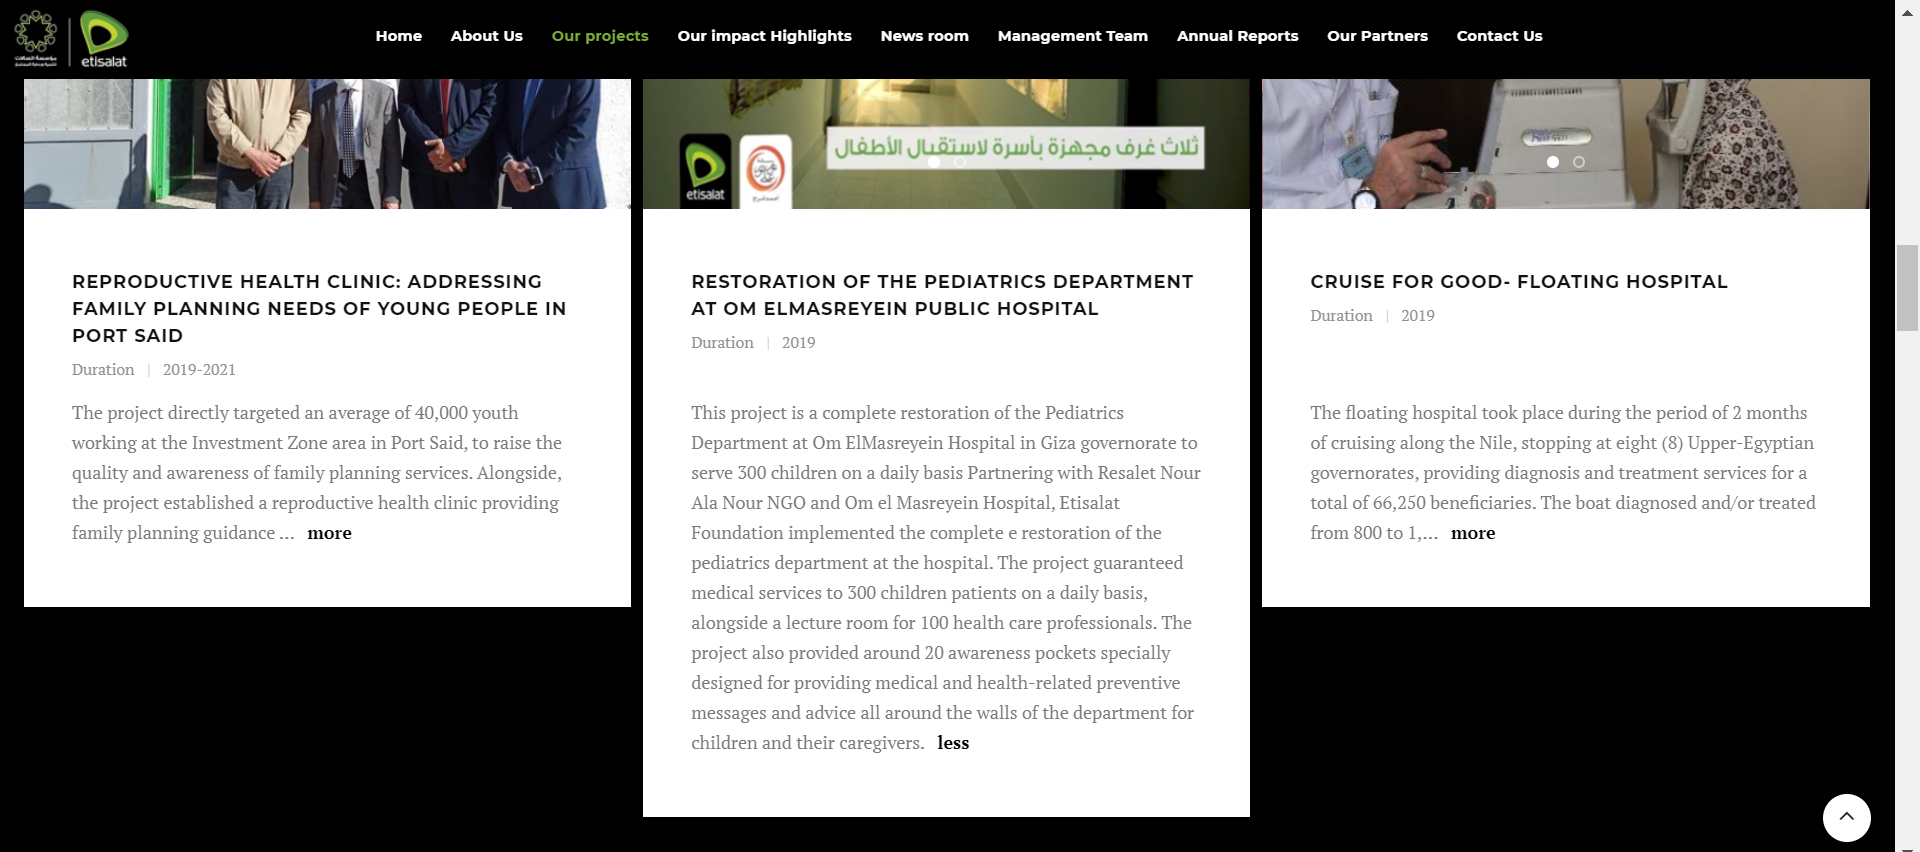 etisalat
Home About Us Our projects Our impact Highlights News room Management Team Annual Reports Our Partners Contact Us
ثلاث غرف مجهزة بأسرة لاستقبال الأطفال
etisalat
REPRODUCTIVE HEALTH CLINIC: ADDRESSING
FAMILY PLANNING NEEDS OF YOUNG PEOPLE IN
PORT SAID
Duration | 2019-2021
The project directly targeted an average of 40,000 youth
working at the Investment Zone area in Port Said, to raise the
quality and awareness of family planning services. Alongside,
the project established a reproductive health clinic providing
family planning guidance ... more
RESTORATION OF THE PEDIATRICS DEPARTMENT
AT OM ELMASREYEIN PUBLIC HOSPITAL
Duration | 2019
This project is a complete restoration of the Pediatrics
Department at Om ElMasreyein Hospital in Giza governorate to
serve 300 children on a daily basis Partnering with Resalet Nour
Ala Nour NGO and Om el Masreyein Hospital, Etisalat
Foundation implemented the complete e restoration of the
pediatrics department at the hospital. The project guaranteed
medical services to 300 children patients on a daily basis,
alongside a lecture room for 100 health care professionals. The
project also provided around 20 awareness pockets specially
designed for providing medical and health-related preventive
messages and advice all around the walls of the department for
children and their caregivers. less
CRUISE FOR GOOD- FLOATING HOSPITAL
Duration | 2019
The floating hospital took place during the period of 2 months
of cruising along the Nile, stopping at eight (8) Upper-Egyptian
governorates, providing diagnosis and treatment services for a
total of 66,250 beneficiaries. The boat diagnosed and/or treated
from 800 to 1,... more